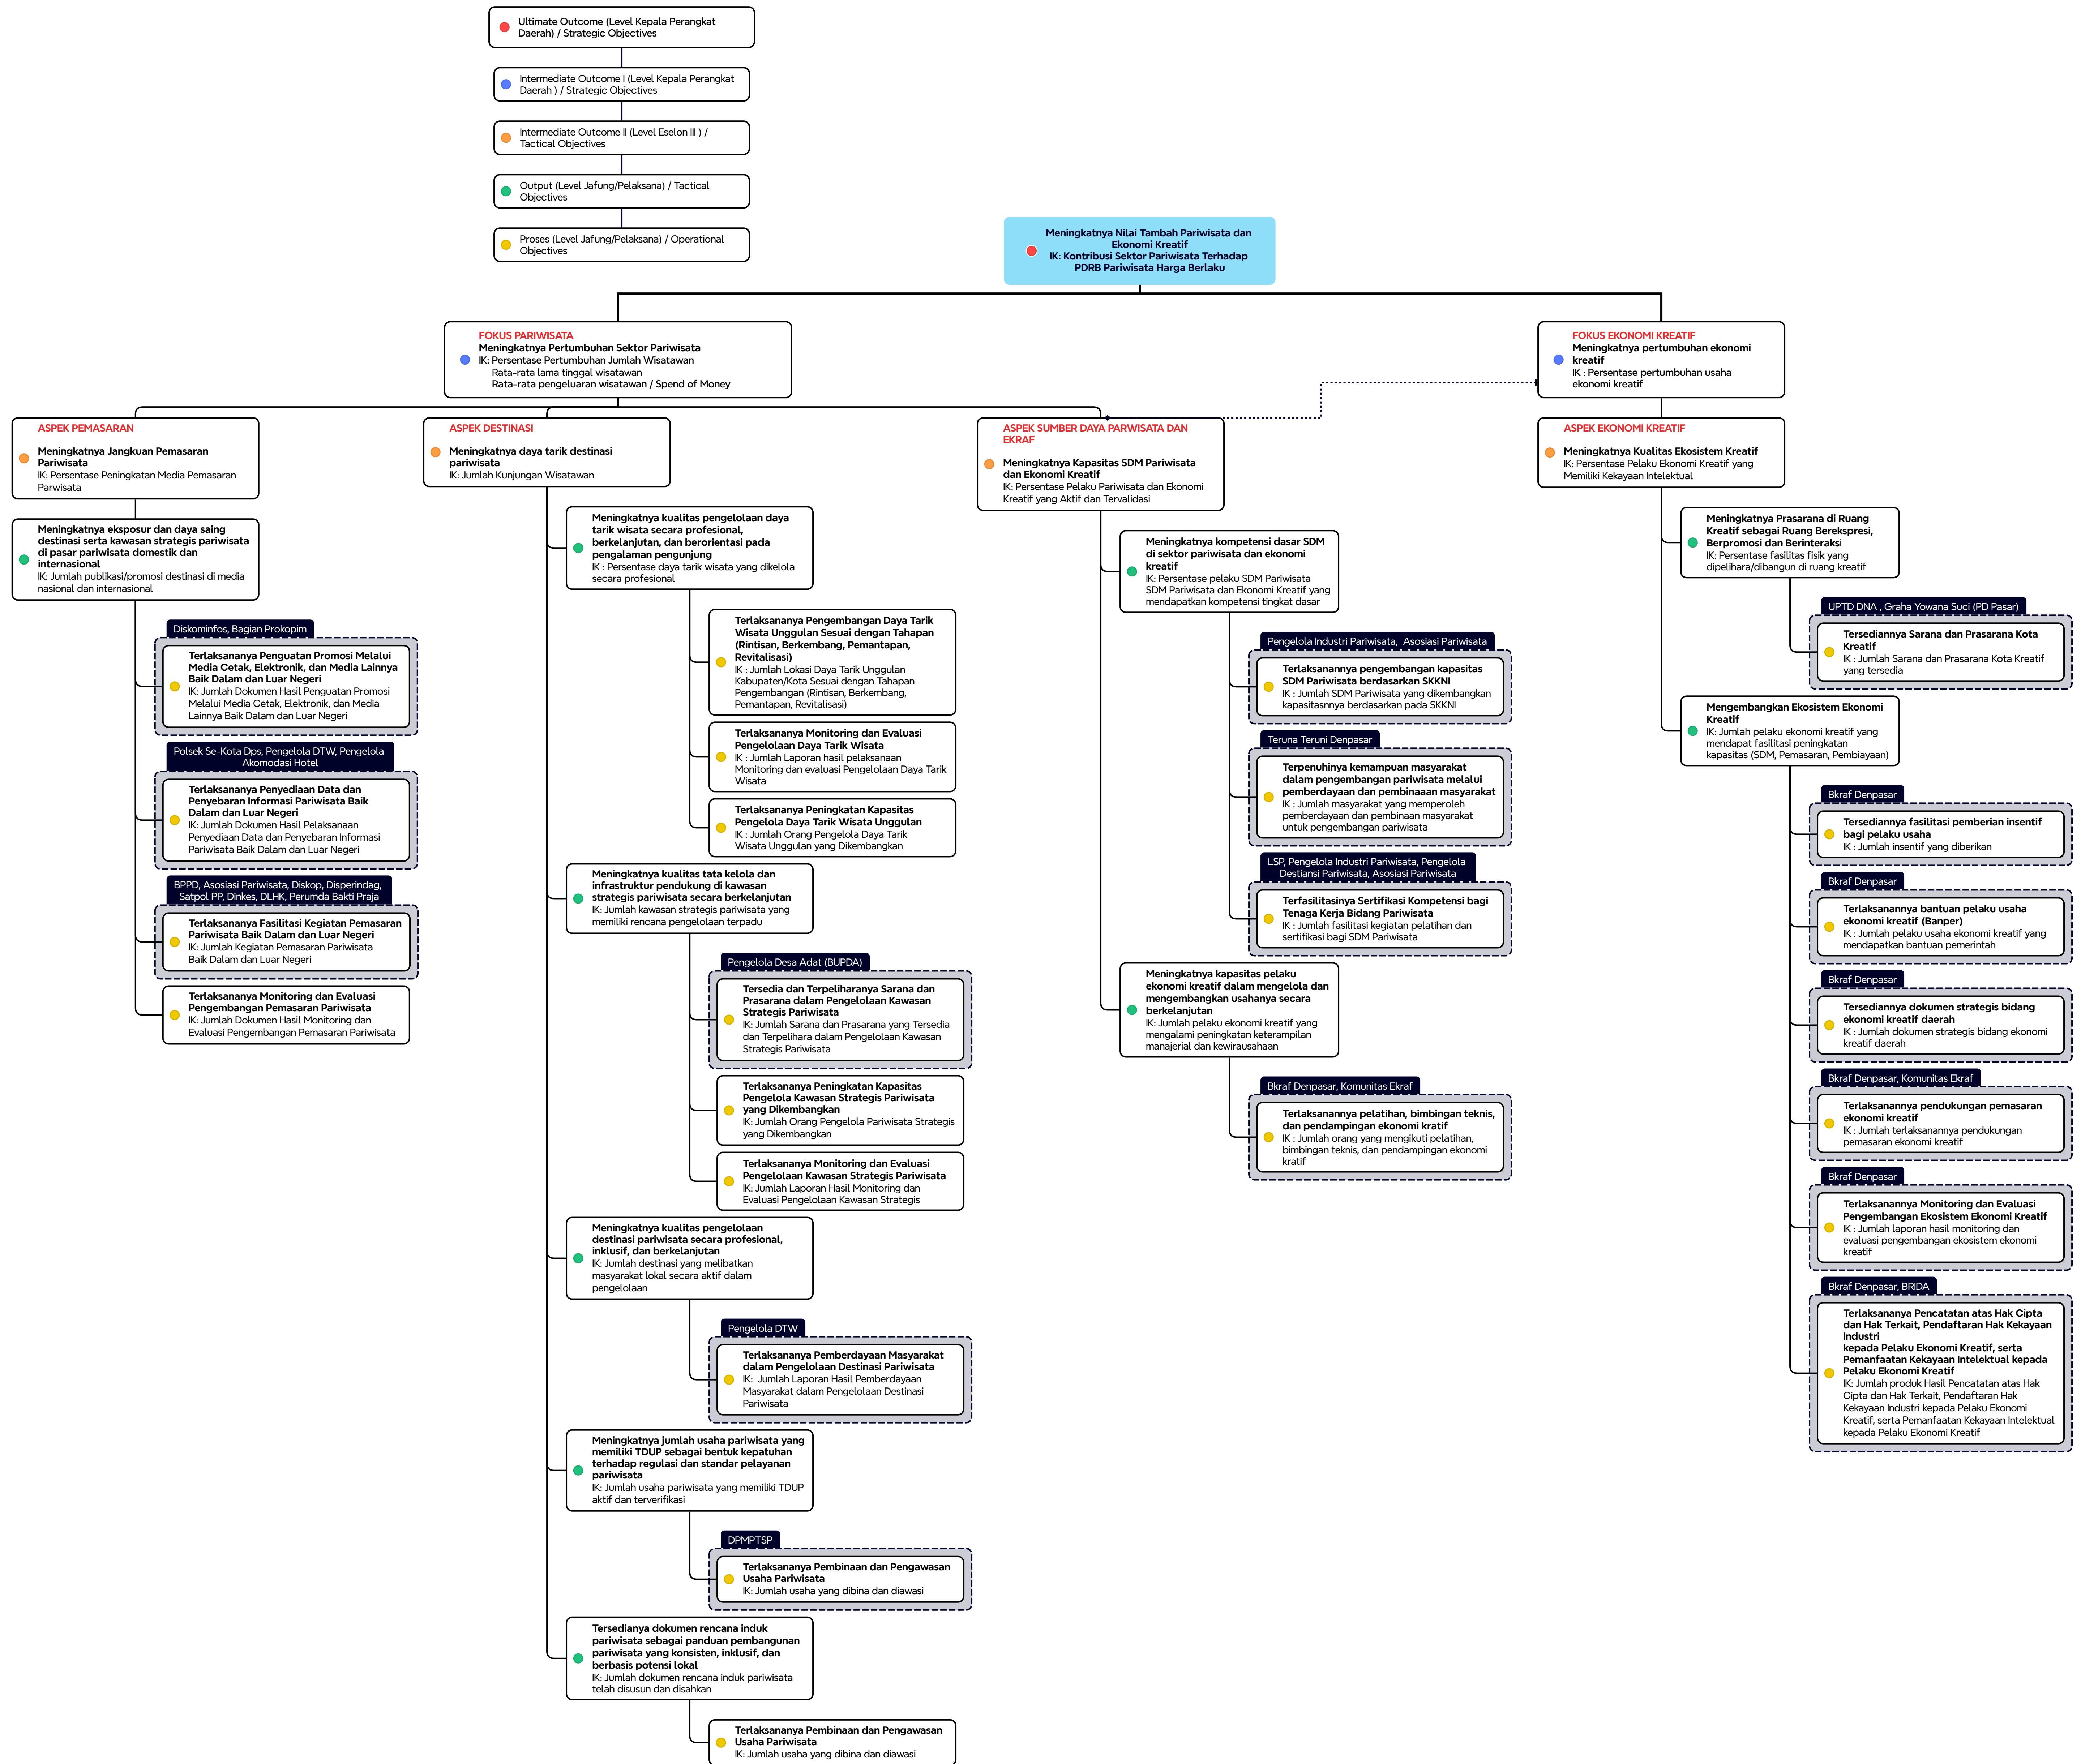 Ultimate Outcome (Level Kepala Perangkat
Daerah) / Strategic Objectives
Intermediate Outcome I (Level Kepala Perangkat
Daerah ) / Strategic Objectives
Intermediate Outcome II (Level Eselon III ) /
Tactical Objectives
Output (Level Jafung/Pelaksana) / Tactical
Objectives
Proses (Level Jafung/Pelaksana) / Operational
Objectives
Meningkatnya Nilai Tambah Pariwisata dan
Ekonomi Kreatif
IK: Kontribusi Sektor Pariwisata Terhadap
PDRB Pariwisata Harga Berlaku
FOKUS PARIWISATA
Meningkatnya Pertumbuhan Sektor Pariwisata
IK: Persentase Pertumbuhan Jumlah Wisatawan
Rata-rata lama tinggal wisatawan
Rata-rata pengeluaran wisatawan / Spend of Money
FOKUS EKONOMI KREATIF
Meningkatnya pertumbuhan ekonomi
kreatif
IK : Persentase pertumbuhan usaha
ekonomi kreatif
ASPEK PEMASARAN
Meningkatnya Jangkuan Pemasaran
Pariwisata
IK: Persentase Peningkatan Media Pemasaran
Parwisata
Meningkatnya eksposur dan daya saing
destinasi serta kawasan strategis pariwisata
di pasar pariwisata domestik dan
internasional
IK: Jumlah publikasi/promosi destinasi di media
nasional dan internasional
Diskominfos, Bagian Prokopim
Terlaksananya Penguatan Promosi Melalui
Media Cetak, Elektronik, dan Media Lainnya
Baik Dalam dan Luar Negeri
IK: Jumlah Dokumen Hasil Penguatan Promosi
Melalui Media Cetak, Elektronik, dan Media
Lainnya Baik Dalam dan Luar Negeri
Polsek Se-Kota Dps, Pengelola DTW, Pengelola
Akomodasi Hotel
Terlaksananya Penyediaan Data dan
Penyebaran Informasi Pariwisata Baik
Dalam dan Luar Negeri
IK: Jumlah Dokumen Hasil Pelaksanaan
Penyediaan Data dan Penyebaran Informasi
Pariwisata Baik Dalam dan Luar Negeri
BPPD, Asosiasi Pariwisata, Diskop, Disperindag,
Satpol PP, Dinkes, DLHK, Perumda Bakti Praja
Terlaksananya Fasilitasi Kegiatan Pemasaran
Pariwisata Baik Dalam dan Luar Negeri
IK: Jumlah Kegiatan Pemasaran Pariwisata
Baik Dalam dan Luar Negeri
Terlaksananya Monitoring dan Evaluasi
Pengembangan Pemasaran Pariwisata
IK: Jumlah Dokumen Hasil Monitoring dan
Evaluasi Pengembangan Pemasaran Pariwisata
ASPEK DESTINASI
Meningkatnya daya tarik destinasi
pariwisata
IK: Jumlah Kunjungan Wisatawan
Meningkatnya kualitas pengelolaan daya
tarik wisata secara profesional,
berkelanjutan, dan berorientasi pada
pengalaman pengunjung
IK : Persentase daya tarik wisata yang dikelola
secara profesional
Terlaksananya Pengembangan Daya Tarik
Wisata Unggulan Sesuai dengan Tahapan
(Rintisan, Berkembang, Pemantapan,
Revitalisasi)
IK : Jumlah Lokasi Daya Tarik Unggulan
Kabupaten/Kota Sesuai dengan Tahapan
Pengembangan (Rintisan, Berkembang,
Pemantapan, Revitalisasi)
Terlaksananya Monitoring dan Evaluasi
Pengelolaan Daya Tarik Wisata
IK : Jumlah Laporan hasil pelaksanaan
Monitoring dan evaluasi Pengelolaan Daya Tarik
Wisata
Terlaksananya Peningkatan Kapasitas
Pengelola Daya Tarik Wisata Unggulan
IK : Jumlah Orang Pengelola Daya Tarik
Wisata Unggulan yang Dikembangkan
Meningkatnya kualitas tata kelola dan
infrastruktur pendukung di kawasan
strategis pariwisata secara berkelanjutan
IK: Jumlah kawasan strategis pariwisata yang
memiliki rencana pengelolaan terpadu
Pengelola Desa Adat (BUPDA)
Tersedia dan Terpeliharanya Sarana dan
Prasarana dalam Pengelolaan Kawasan
Strategis Pariwisata
IK: Jumlah Sarana dan Prasarana yang Tersedia
dan Terpelihara dalam Pengelolaan Kawasan
Strategis Pariwisata
Terlaksananya Peningkatan Kapasitas
Pengelola Kawasan Strategis Pariwisata
yang Dikembangkan
IK: Jumlah Orang Pengelola Pariwisata Strategis
yang Dikembangkan
Terlaksananya Monitoring dan Evaluasi
Pengelolaan Kawasan Strategis Pariwisata
IK: Jumlah Laporan Hasil Monitoring dan
Evaluasi Pengelolaan Kawasan Strategis
Meningkatnya kualitas pengelolaan
destinasi pariwisata secara profesional,
inklusif, dan berkelanjutan
IK: Jumlah destinasi yang melibatkan
masyarakat lokal secara aktif dalam
pengelolaan
Pengelola DTW
Terlaksananya Pemberdayaan Masyarakat
dalam Pengelolaan Destinasi Pariwisata
IK:  Jumlah Laporan Hasil Pemberdayaan
Masyarakat dalam Pengelolaan Destinasi
Pariwisata
Meningkatnya jumlah usaha pariwisata yang
memiliki TDUP sebagai bentuk kepatuhan
terhadap regulasi dan standar pelayanan
pariwisata
IK: Jumlah usaha pariwisata yang memiliki TDUP
aktif dan terverifikasi
DPMPTSP
Terlaksananya Pembinaan dan Pengawasan
Usaha Pariwisata
IK: Jumlah usaha yang dibina dan diawasi
Tersedianya dokumen rencana induk
pariwisata sebagai panduan pembangunan
pariwisata yang konsisten, inklusif, dan
berbasis potensi lokal
IK: Jumlah dokumen rencana induk pariwisata
telah disusun dan disahkan
Terlaksananya Pembinaan dan Pengawasan
Usaha Pariwisata
IK: Jumlah usaha yang dibina dan diawasi
ASPEK SUMBER DAYA PARWISATA DAN
EKRAF
Meningkatnya Kapasitas SDM Pariwisata
dan Ekonomi Kreatif
IK: Persentase Pelaku Pariwisata dan Ekonomi
Kreatif yang Aktif dan Tervalidasi
Meningkatnya kompetensi dasar SDM
di sektor pariwisata dan ekonomi
kreatif
IK: Persentase pelaku SDM Pariwisata
SDM Pariwisata dan Ekonomi Kreatif yang
mendapatkan kompetensi tingkat dasar
Pengelola Industri Pariwisata,  Asosiasi Pariwisata
Terlaksanannya pengembangan kapasitas
SDM Pariwisata berdasarkan SKKNI
IK : Jumlah SDM Pariwisata yang dikembangkan
kapasitasnnya berdasarkan pada SKKNI
Teruna Teruni Denpasar
Terpenuhinya kemampuan masyarakat
dalam pengembangan pariwisata melalui
pemberdayaan dan pembinaaan masyarakat
IK : Jumlah masyarakat yang memperoleh
pemberdayaan dan pembinaan masyarakat
untuk pengembangan pariwisata
LSP, Pengelola Industri Pariwisata, Pengelola
Destiansi Pariwisata, Asosiasi Pariwisata
Terfasilitasinya Sertifikasi Kompetensi bagi
Tenaga Kerja Bidang Pariwisata
IK : Jumlah fasilitasi kegiatan pelatihan dan
sertifikasi bagi SDM Pariwisata
Meningkatnya kapasitas pelaku
ekonomi kreatif dalam mengelola dan
mengembangkan usahanya secara
berkelanjutan
IK: Jumlah pelaku ekonomi kreatif yang
mengalami peningkatan keterampilan
manajerial dan kewirausahaan
Bkraf Denpasar, Komunitas Ekraf
Terlaksanannya pelatihan, bimbingan teknis,
dan pendampingan ekonomi kratif
IK : Jumlah orang yang mengikuti pelatihan,
bimbingan teknis, dan pendampingan ekonomi
kratif
ASPEK EKONOMI KREATIF
Meningkatnya Kualitas Ekosistem Kreatif
IK: Persentase Pelaku Ekonomi Kreatif yang
Memiliki Kekayaan Intelektual
Meningkatnya Prasarana di Ruang
Kreatif sebagai Ruang Berekspresi,
Berpromosi dan Berinteraksi
IK: Persentase fasilitas fisik yang
dipelihara/dibangun di ruang kreatif
UPTD DNA , Graha Yowana Suci (PD Pasar)
Tersediannya Sarana dan Prasarana Kota
Kreatif
IK : Jumlah Sarana dan Prasarana Kota Kreatif
yang tersedia
Mengembangkan Ekosistem Ekonomi
Kreatif
IK: Jumlah pelaku ekonomi kreatif yang
mendapat fasilitasi peningkatan
kapasitas (SDM, Pemasaran, Pembiayaan)
Bkraf Denpasar
Tersediannya fasilitasi pemberian insentif
bagi pelaku usaha
IK : Jumlah insentif yang diberikan
Bkraf Denpasar
Terlaksanannya bantuan pelaku usaha
ekonomi kreatif (Banper)
IK : Jumlah pelaku usaha ekonomi kreatif yang
mendapatkan bantuan pemerintah
Bkraf Denpasar
Tersediannya dokumen strategis bidang
ekonomi kreatif daerah
IK : Jumlah dokumen strategis bidang ekonomi
kreatif daerah
Bkraf Denpasar, Komunitas Ekraf
Terlaksanannya pendukungan pemasaran
ekonomi kreatif
IK : Jumlah terlaksanannya pendukungan
pemasaran ekonomi kreatif
Bkraf Denpasar
Terlaksanannya Monitoring dan Evaluasi
Pengembangan Ekosistem Ekonomi Kreatif
IK : Jumlah laporan hasil monitoring dan
evaluasi pengembangan ekosistem ekonomi
kreatif
Bkraf Denpasar, BRIDA
Terlaksananya Pencatatan atas Hak Cipta
dan Hak Terkait, Pendaftaran Hak Kekayaan
Industri
kepada Pelaku Ekonomi Kreatif, serta
Pemanfaatan Kekayaan Intelektual kepada
Pelaku Ekonomi Kreatif
IK: Jumlah produk Hasil Pencatatan atas Hak
Cipta dan Hak Terkait, Pendaftaran Hak
Kekayaan Industri kepada Pelaku Ekonomi
Kreatif, serta Pemanfaatan Kekayaan Intelektual
kepada Pelaku Ekonomi Kreatif